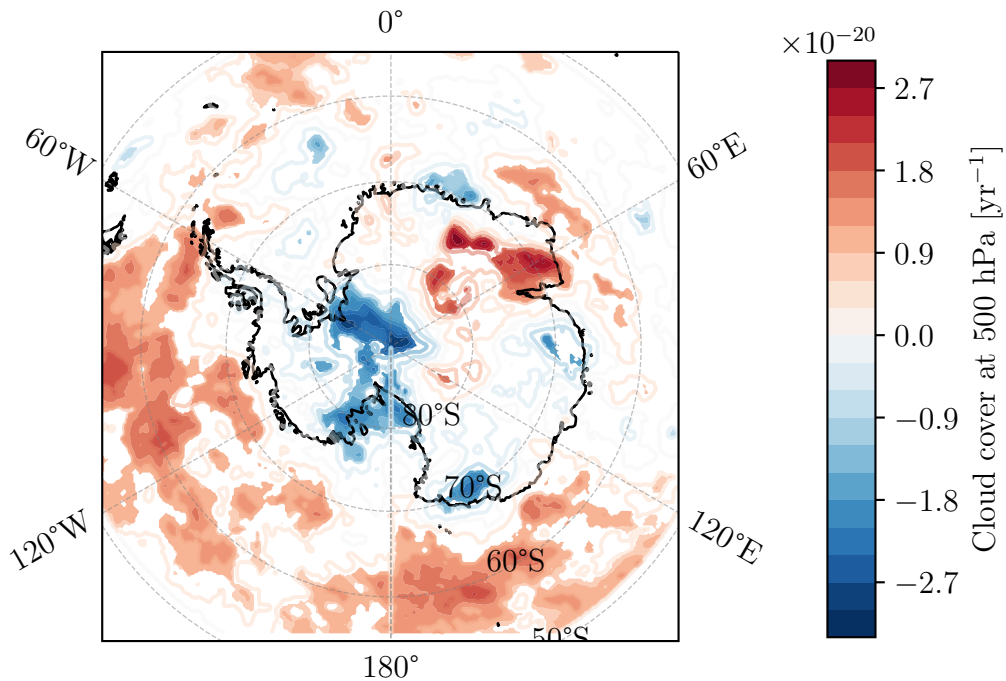 0°
×10⁻²⁰
60°W
60°E
2.7
1.8
0.9
0.0
−0.9
−1.8
−2.7
Cloud cover at 500 hPa [yr⁻¹]
80°S
70°S
60°S
50°S
120°W
120°E
180°